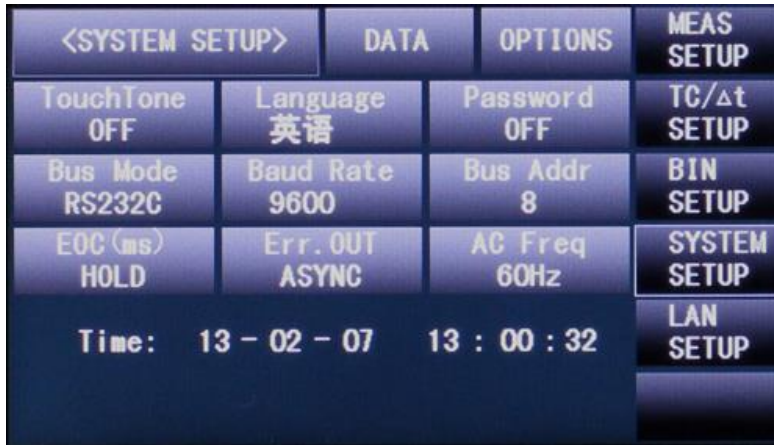 <SYSTEM SETUP> DATA OPTIONS
TouchTone Language Password
OFF 英语 OFF
Bus Mode Baud Rate Bus Addr
RS232C 9600 8
EOC(ms) Err.OUT AC Freq
HOLD ASYNC 60Hz
Time: 13-02-07 13:00:32
MEAS
SETUP
TC/Δt
SETUP
BIN
SETUP
SYSTEM
SETUP
LAN
SETUP